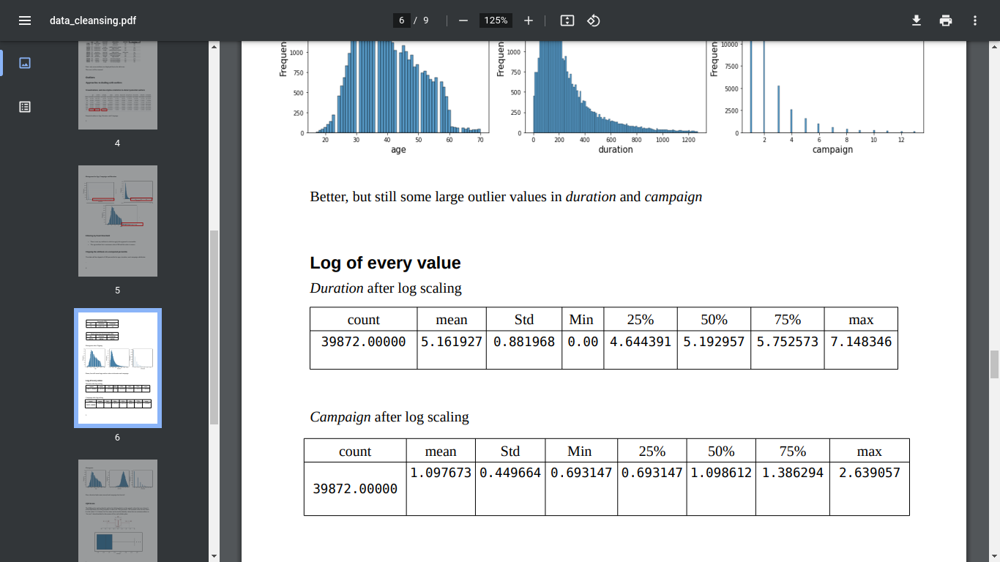 data_cleansing.pdf
6 / 9
125%
4
5
6
Frequen
1000
750
500
250
0
20 30 40 50 60 70
age
Frequen
1000
750
500
250
0
0 200 400 600 800 1000 1200
duration
Frequen
10000
7500
5000
2500
0
2 4 6 8 10 12
campaign
Better, but still some large outlier values in duration and campaign
Log of every value
Duration after log scaling
count mean Std Min 25% 50% 75% max
39872.00000 5.161927 0.881968 0.00 4.644391 5.192957 5.752573 7.148346
Campaign after log scaling
count mean Std Min 25% 50% 75% max
39872.00000 1.097673 0.449664 0.693147 0.693147 1.098612 1.386294 2.639057